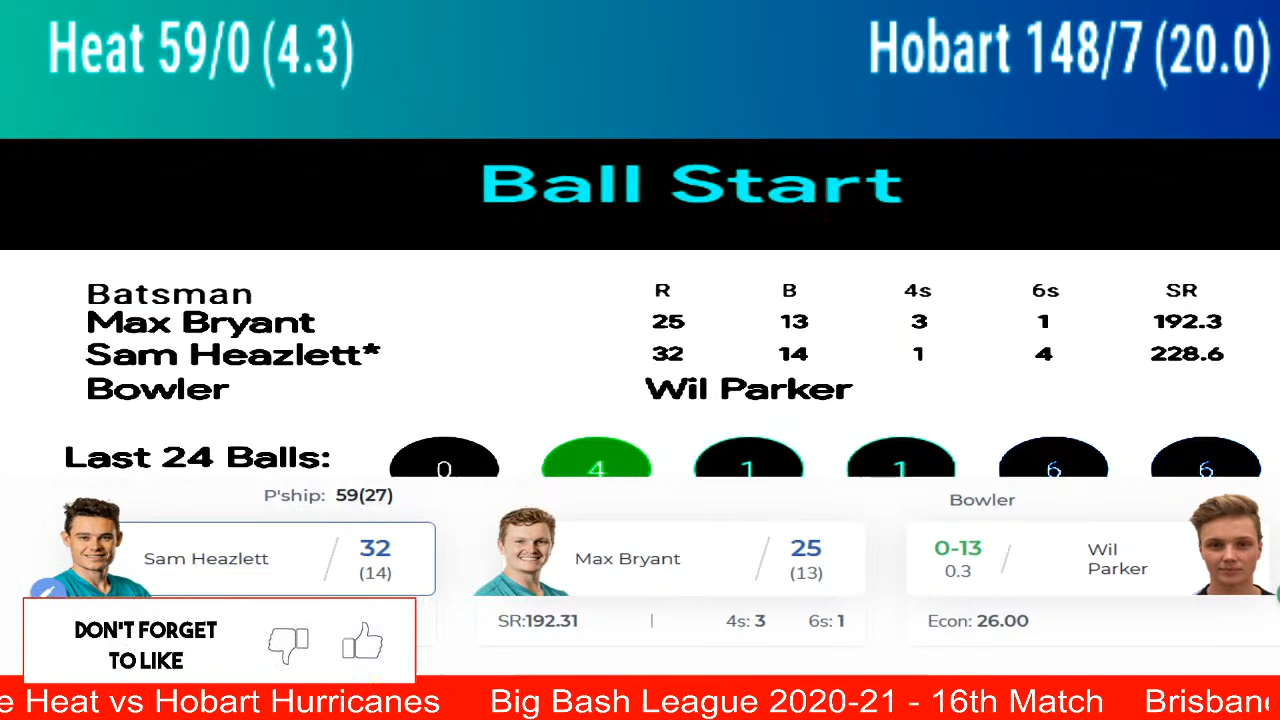 Heat 59/0 (4.3) Hobart 148/7 (20.0)
Ball Start
Batsman R B 4s 6s SR
Max Bryant 25 13 3 1 192.3
Sam Heazlett* 32 14 1 4 228.6
Bowler Wil Parker
Last 24 Balls: 0 4 1 1 6 6
P'ship: 59(27) Bowler
Sam Heazlett 32 (14)
Max Bryant 25 (13)
0-13 0.3 Wil Parker
SR:192.31 4s: 3 6s: 1 Econ: 26.00
DON'T FORGET
TO LIKE
e Heat vs Hobart Hurricanes Big Bash League 2020-21 - 16th Match Brisbane